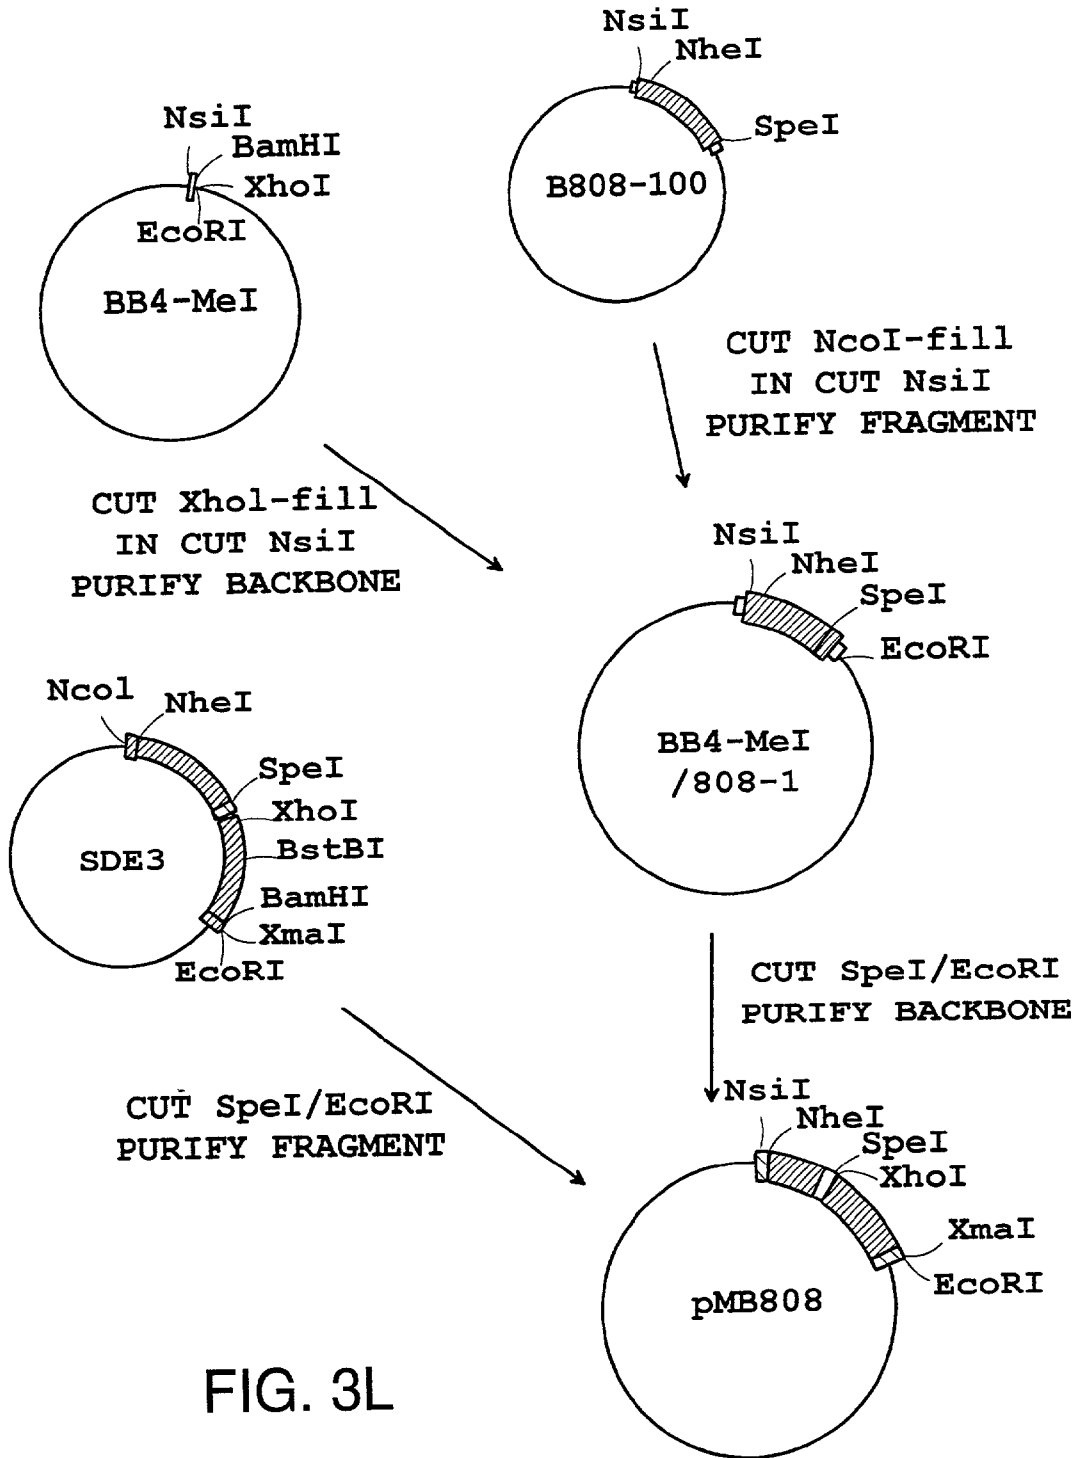 NsiI
NheI
SpeI
B808-100
NsiI
BamHI
XhoI
EcoRI
BB4-MeI
CUT NcoI-fill
IN CUT NsiI
PURIFY FRAGMENT
CUT Xhol-fill
IN CUT NsiI
PURIFY BACKBONE
NsiI
NheI
SpeI
EcoRI
BB4-MeI
/808-1
Ncol
NheI
SpeI
XhoI
BstBI
BamHI
XmaI
EcoRI
SDE3
CUT SpeI/EcoRI
PURIFY BACKBONE
CUT SpeI/EcoRI
PURIFY FRAGMENT
NsiI
NheI
SpeI
XhoI
XmaI
EcoRI
pMB808
FIG. 3L